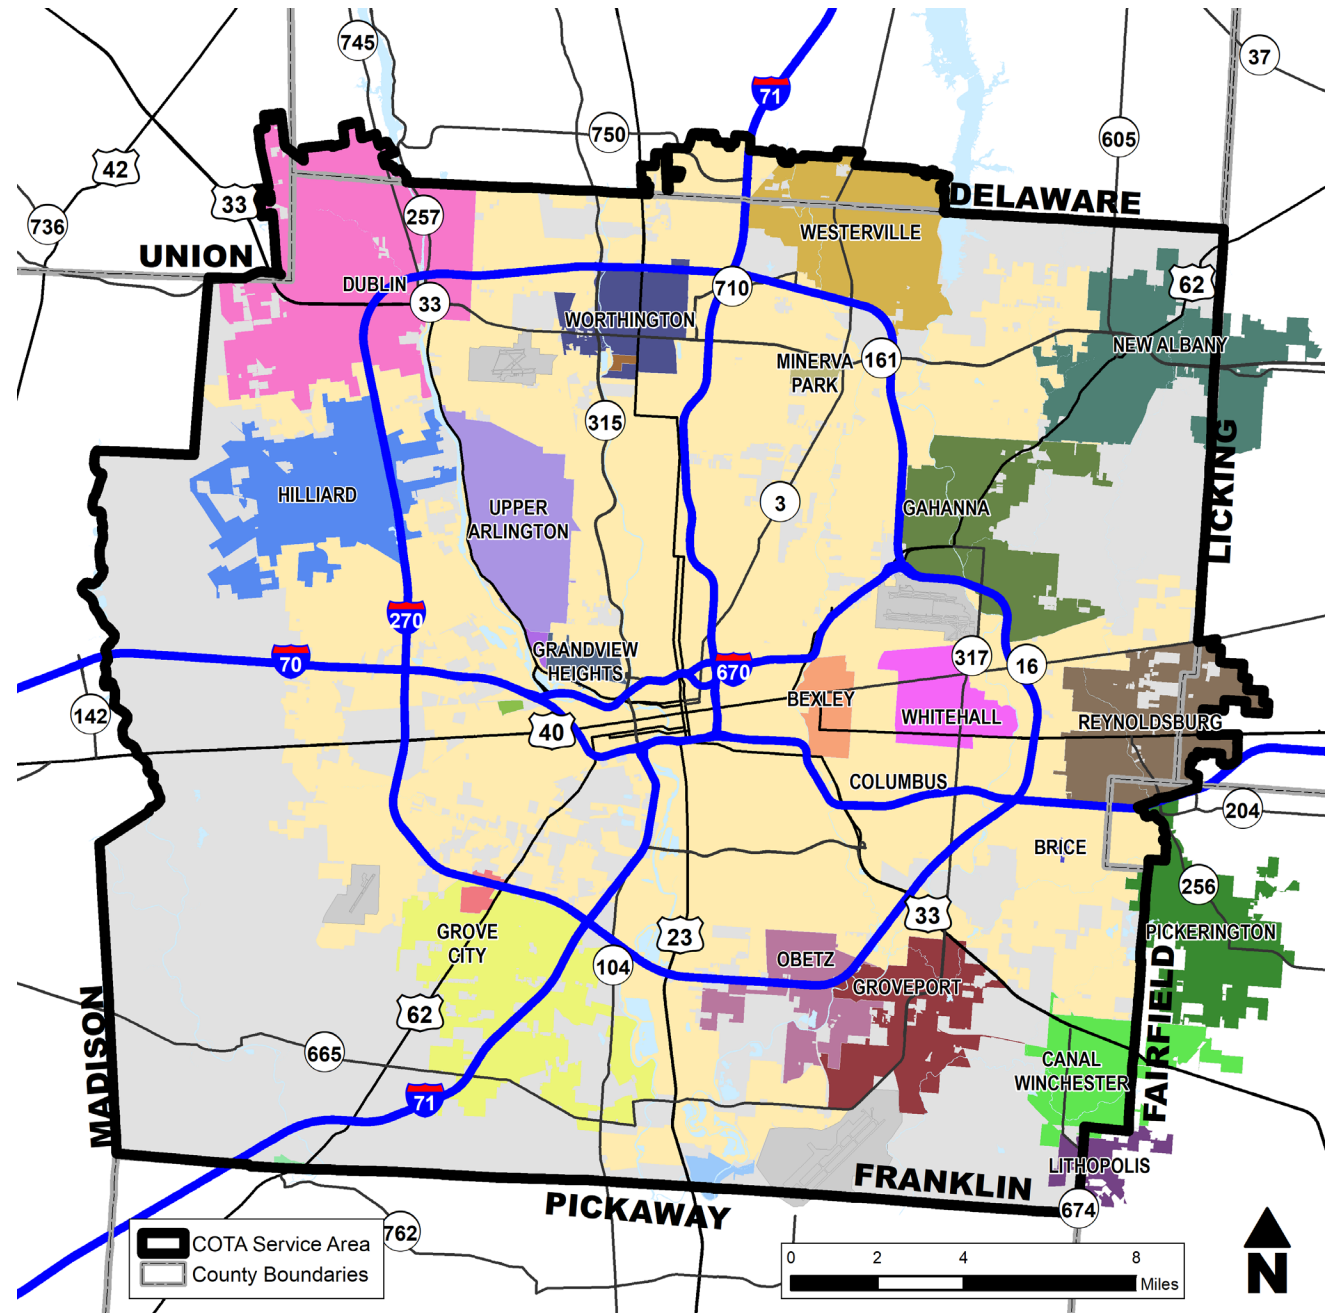 745
71
37
750
605
42
33
257
736
DELAWARE
UNION
WESTERVILLE
DUBLIN
33
710
62
WORTHINGTON
NEW ALBANY
MINERVA
PARK
161
315
LICKING
HILLIARD
UPPER
ARLINGTON
3
GAHANNA
270
70
GRANDVIEW
HEIGHTS
670
317
16
142
40
BEXLEY
WHITEHALL
REYNOLDSBURG
COLUMBUS
204
BRICE
256
GROVE
CITY
23
33
PICKERINGTON
104
OBETZ
GROVEPORT
MADISON
62
665
CANAL
WINCHESTER
FAIRFIELD
71
LITHOPOLIS
FRANKLIN
PICKAWAY
674
762
COTA Service Area
County Boundaries
0 2 4 8
Miles
N